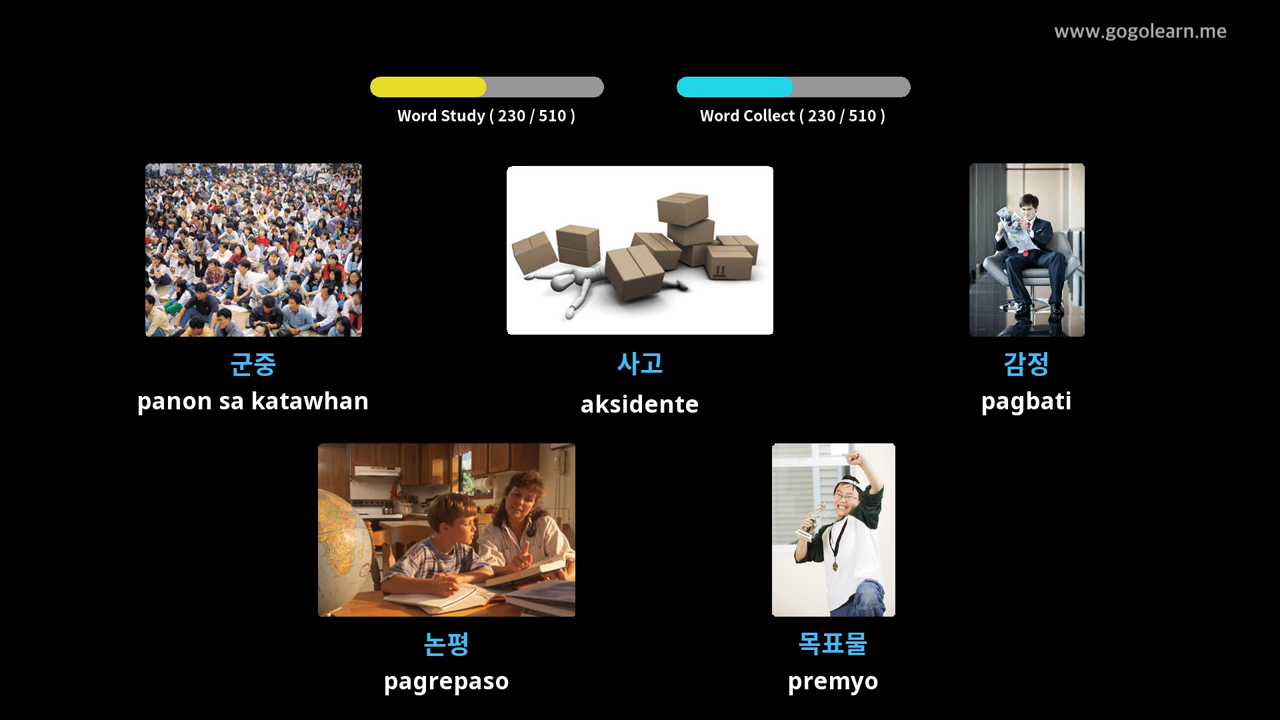 www.gogolearn.me
Word Study ( 230 / 510 )
Word Collect ( 230 / 510 )
군중
panon sa katawhan
사고
aksidente
감정
pagbati
논평
pagrepaso
목표물
premyo